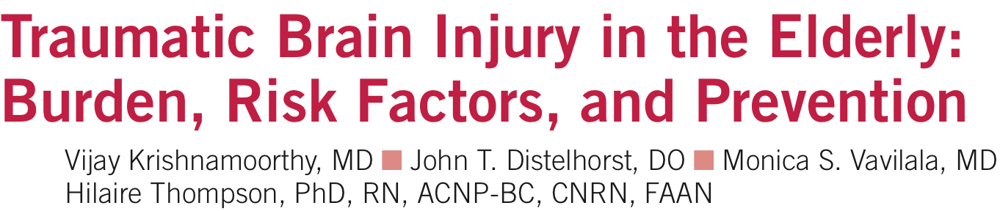 Traumatic Brain Injury in the Elderly:
Burden, Risk Factors, and Prevention
Vijay Krishnamoorthy, MD ■ John T. Distelhorst, DO ■ Monica S. Vavilala, MD
Hilaire Thompson, PhD, RN, ACNP-BC, CNRN, FAAN